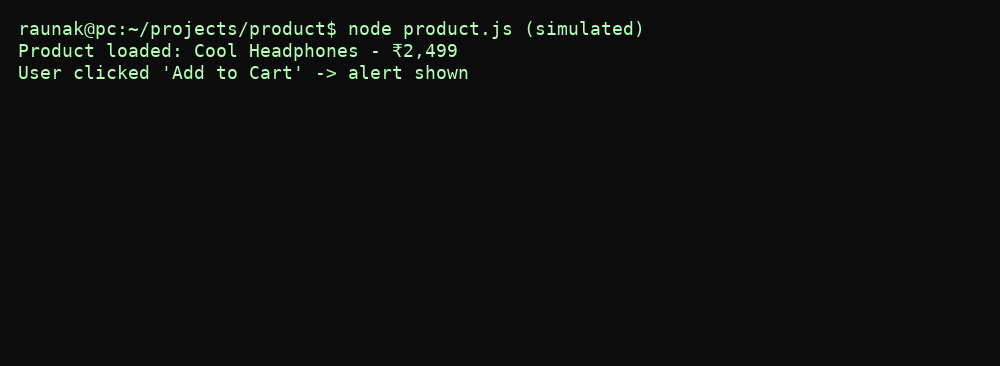 raunak@pc:~/projects/product$ node product.js (simulated)
Product loaded: Cool Headphones - ₹2,499
User clicked 'Add to Cart' -> alert shown